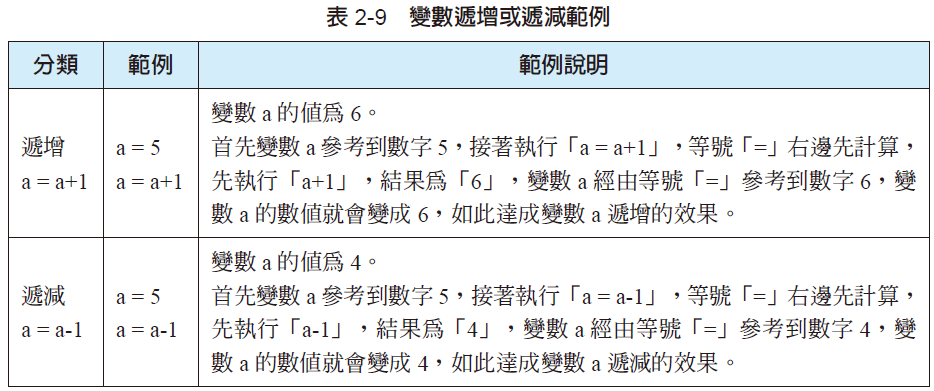 表 2-9 變數遞增或遞減範例
分類 範例 範例說明
遞增
a = a+1
a = 5
a = a+1
變數 a 的值為 6。
首先變數 a 參考到數字 5，接著執行「a = a+1」，等號「=」右邊先計算，
先執行「a+1」，結果為「6」，變數 a 經由等號「=」參考到數字 6，變
數 a 的數值就會變成 6，如此達成變數 a 遞增的效果。
遞減
a = a-1
a = 5
a = a-1
變數 a 的值為 4。
首先變數 a 參考到數字 5，接著執行「a = a-1」，等號「=」右邊先計算，
先執行「a-1」，結果為「4」，變數 a 經由等號「=」參考到數字 4，變
數 a 的數值就會變成 4，如此達成變數 a 遞減的效果。